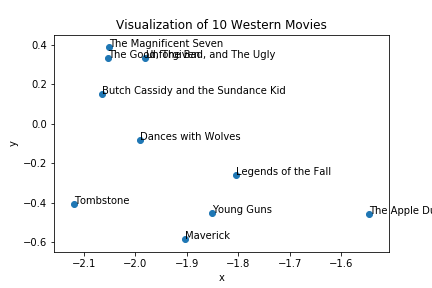 Visualization of 10 Western Movies
0.4
0.2
0.0
−0.2
−0.4
−0.6
y
The Magnificent Seven
The Good, The Bad, and The Ugly
Unforgiven
Butch Cassidy and the Sundance Kid
Dances with Wolves
Legends of the Fall
Tombstone
Young Guns
The Apple Du
Maverick
−2.1
−2.0
−1.9
−1.8
−1.7
−1.6
x